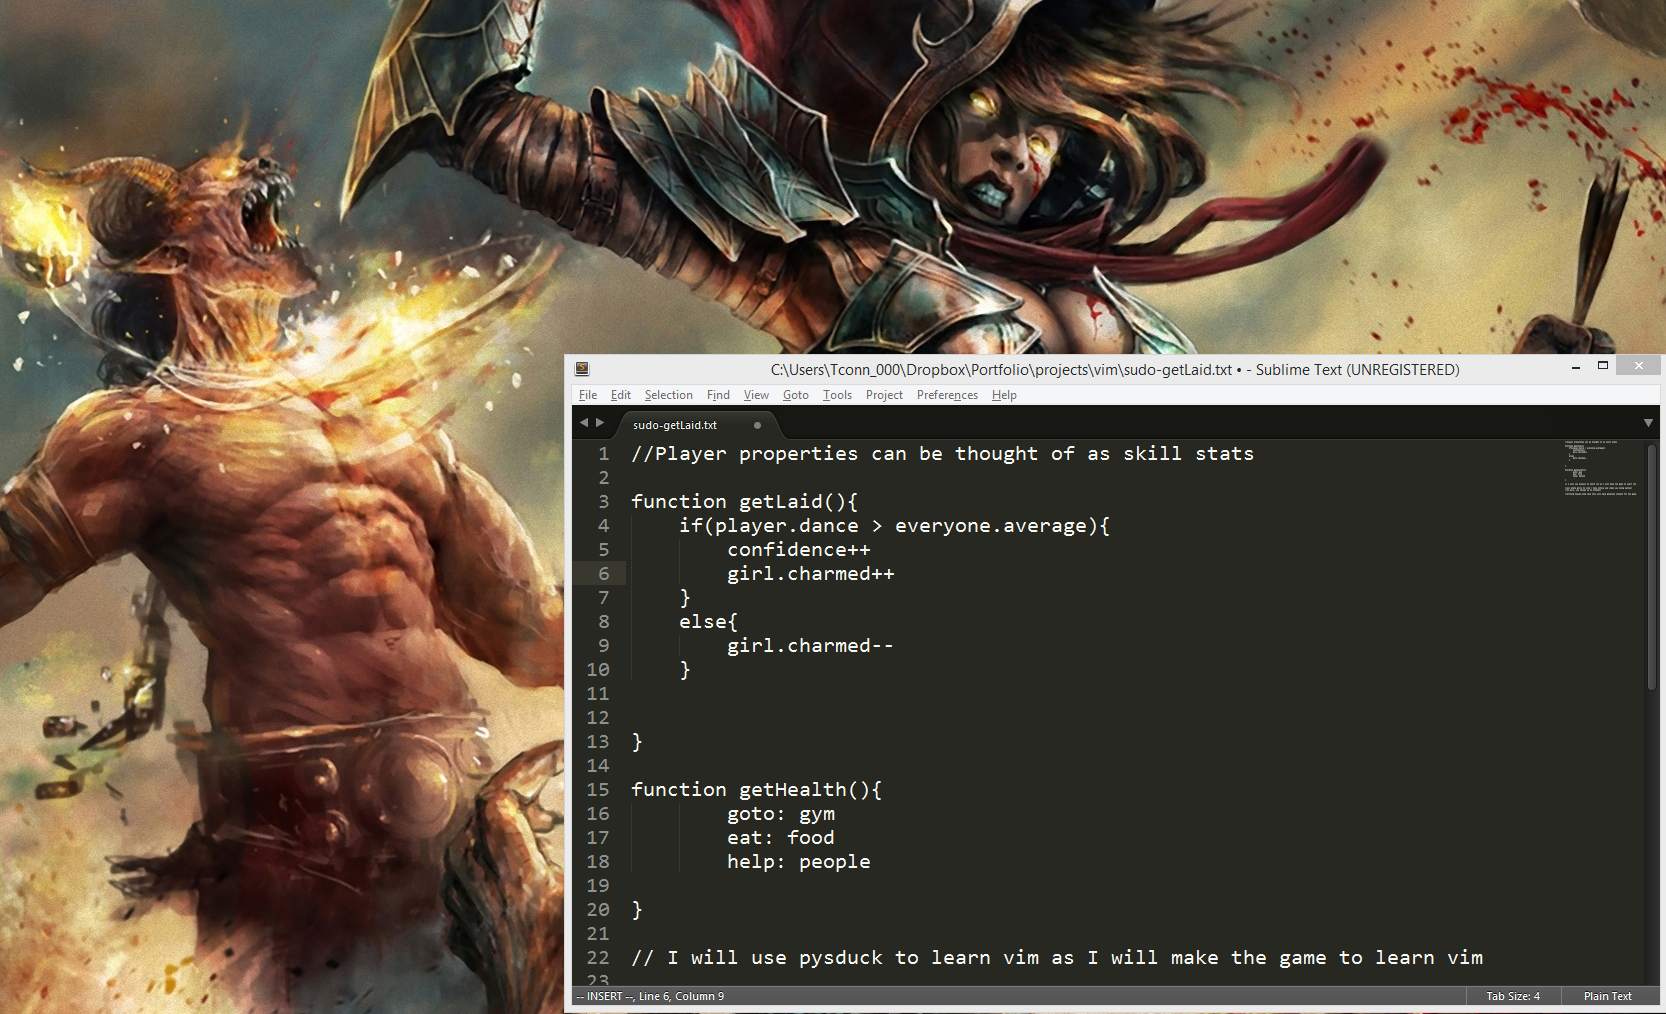 C:\Users\Tconn_000\Dropbox\Portfolio\projects\vim\sudo-getLaid.txt • - Sublime Text (UNREGISTERED)
File Edit Selection Find View Goto Tools Project Preferences Help
sudo-getLaid.txt
1 //Player properties can be thought of as skill stats
2
3 function getLaid(){
4 if(player.dance > everyone.average){
5 confidence++
6 girl.charmed++
7 }
8 else{
9 girl.charmed--
10 }
11
12
13 }
14
15 function getHealth(){
16 goto: gym
17 eat: food
18 help: people
19
20 }
21
22 // I will use pysduck to learn vim as I will make the game to learn vim
23
-- INSERT --, Line 6, Column 9 Tab Size: 4 Plain Text